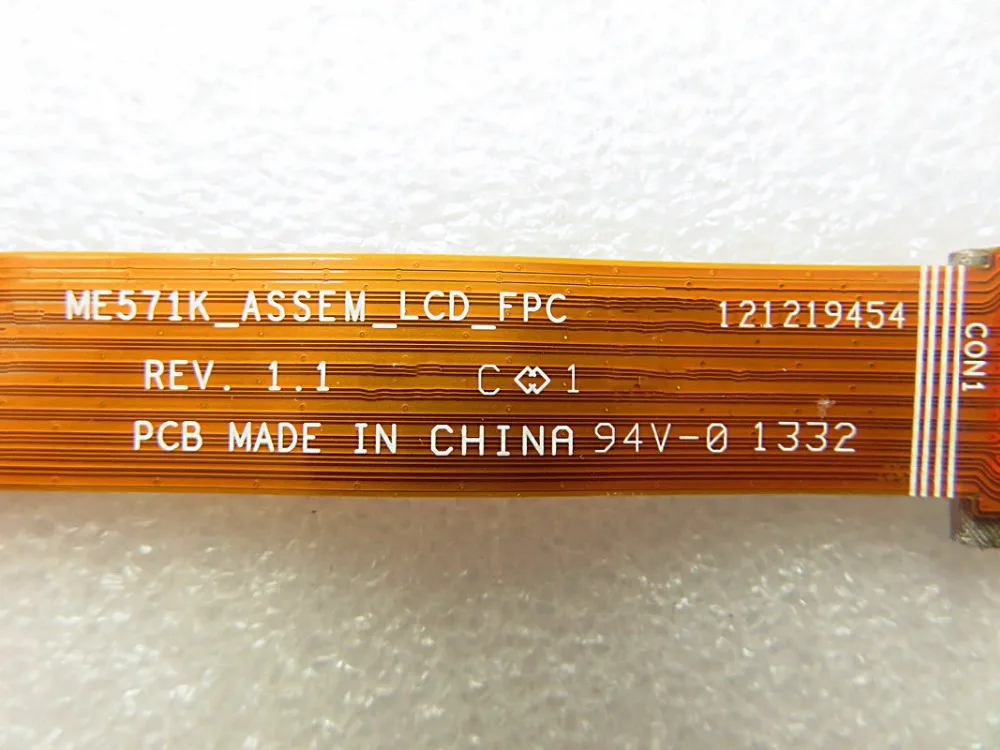 ME571K_ASSEM_LCD_FPC 121219454
REV. 1.1 C 1
PCB MADE IN CHINA 94V-0 1332
CON1